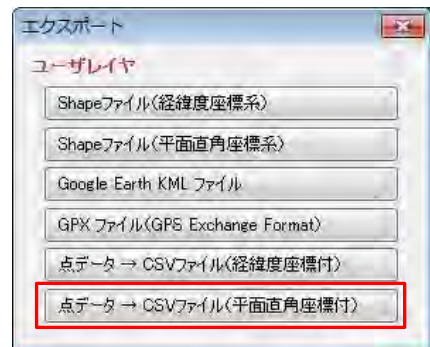 エクスポート
ユーザレイヤ
Shapeファイル(経緯度座標系)
Shapeファイル(平面直角座標系)
Google Earth KML ファイル
GPX ファイル(GPS Exchange Format)
点データ → CSVファイル(経緯度座標付)
点データ → CSVファイル(平面直角座標付)